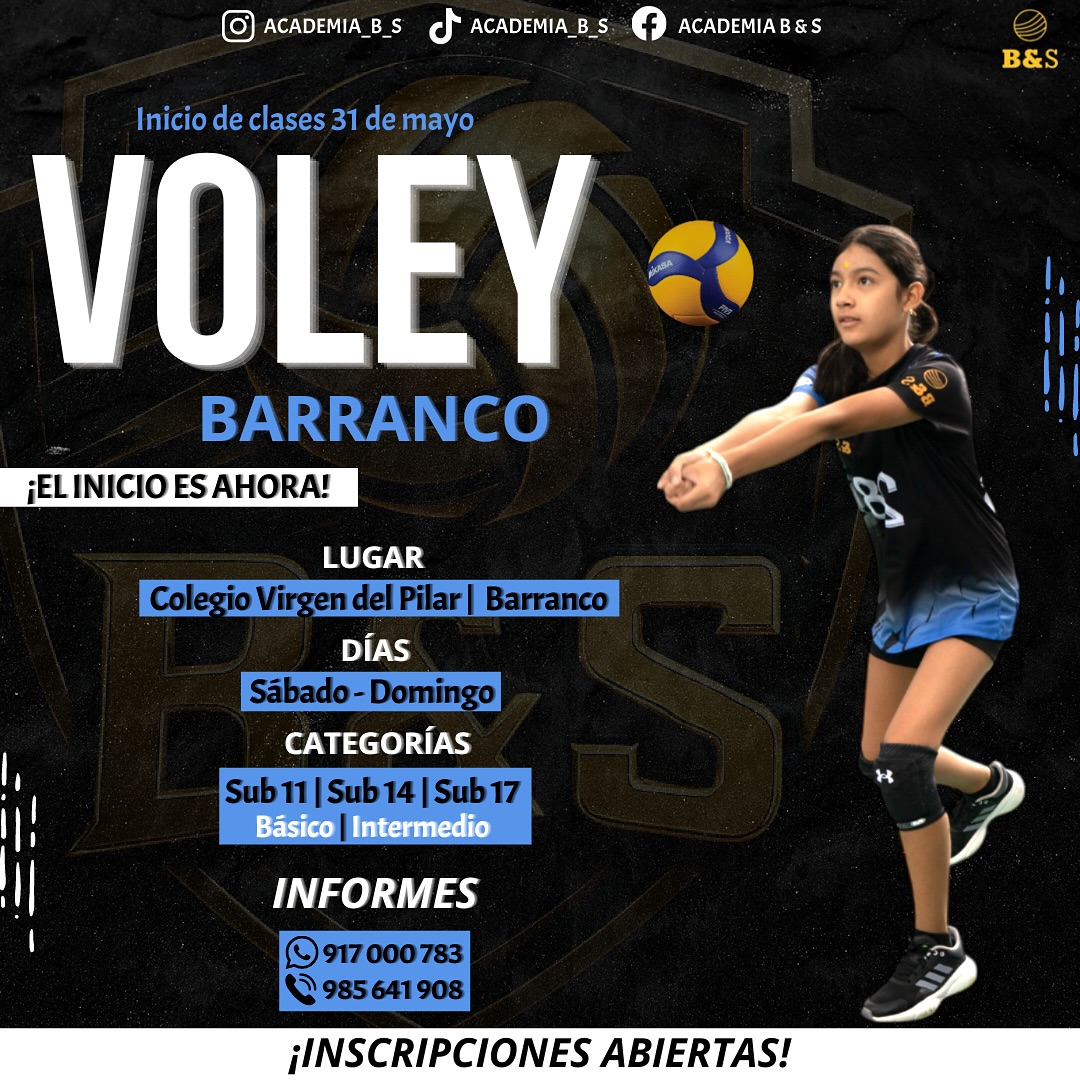 ACADEMIA_B_S ACADEMIA_B_S ACADEMIA B & S
B&S
Inicio de clases 31 de mayo
VOLEY
MIKASA
BARRANCO
¡EL INICIO ES AHORA!
B&S
LUGAR
Colegio Virgen del Pilar | Barranco
DÍAS
Sábado - Domingo
CATEGORÍAS
Sub 11 | Sub 14 | Sub 17
Básico | Intermedio
INFORMES
917 000 783
985 641 908
¡INSCRIPCIONES ABIERTAS!